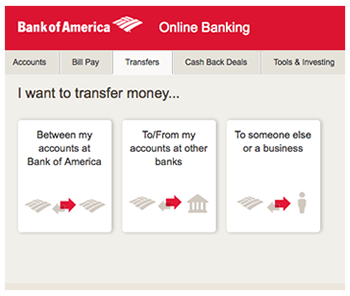 Bank of America Online Banking
Accounts Bill Pay Transfers Cash Back Deals Tools & Investing
I want to transfer money...
Between my
accounts at
Bank of America
To/From my
accounts at other
banks
To someone else
or a business